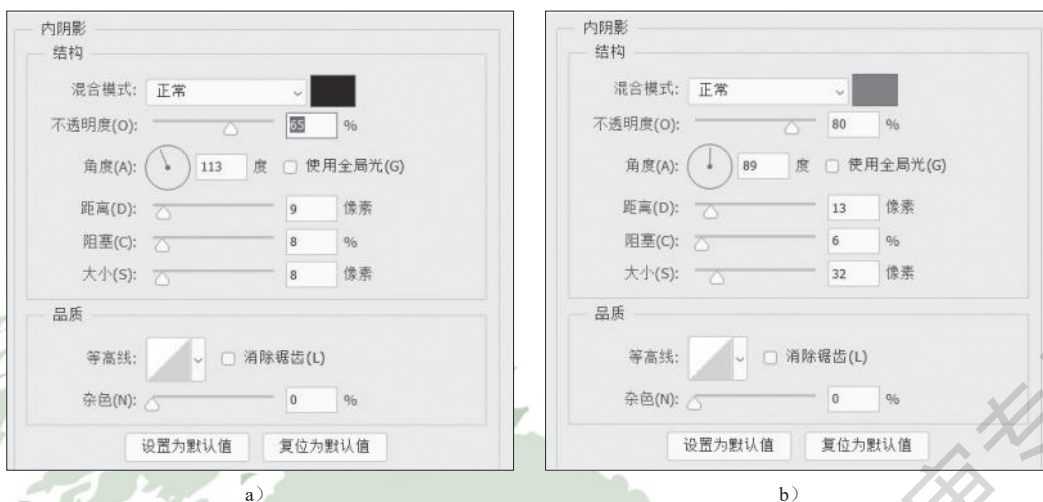 内阴影
结构
混合模式: 正常
不透明度(O): 65 %
角度(A): 113 度 使用全局光(G)
距离(D): 9 像素
阻塞(C): 8 %
大小(S): 8 像素
品质
等高线: 消除锯齿(L)
杂色(N): 0 %
设置为默认值 复位为默认值
a）
内阴影
结构
混合模式: 正常
不透明度(O): 80 %
角度(A): 89 度 使用全局光(G)
距离(D): 13 像素
阻塞(C): 6 %
大小(S): 32 像素
品质
等高线: 消除锯齿(L)
杂色(N): 0 %
设置为默认值 复位为默认值
b）